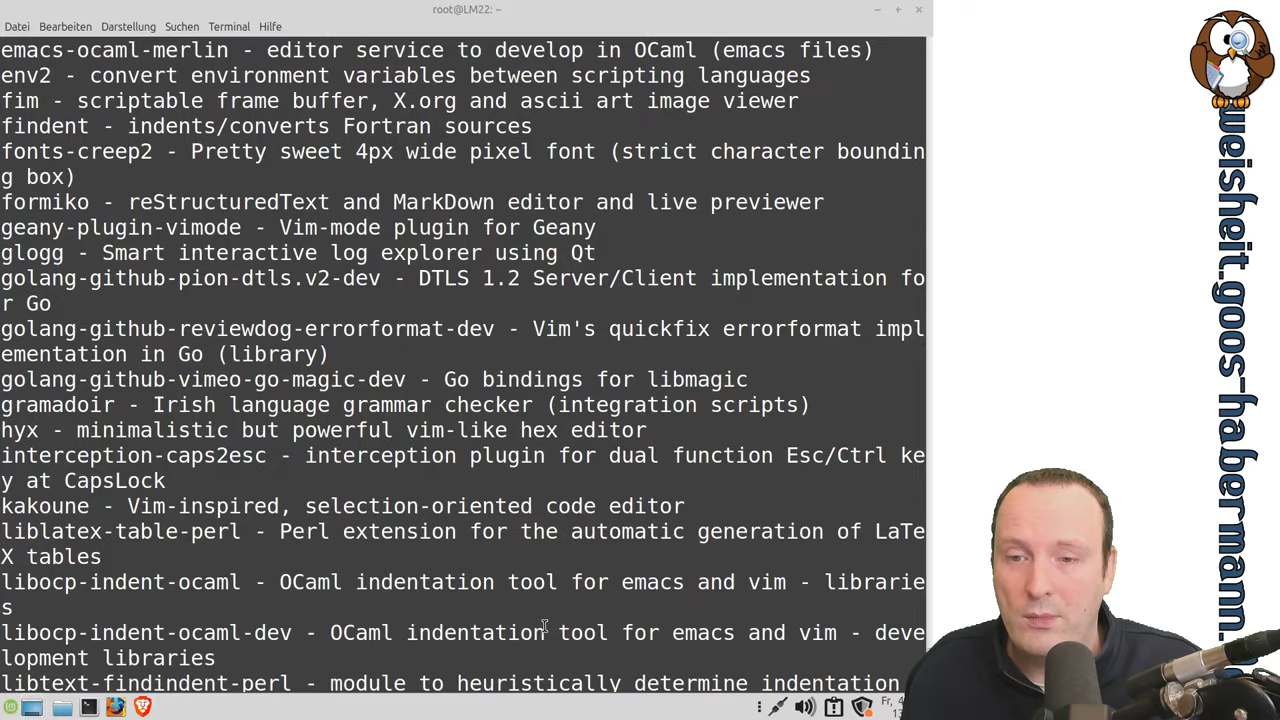 root@LM22: ~
Datei Bearbeiten Darstellung Suchen Terminal Hilfe
emacs-ocaml-merlin - editor service to develop in OCaml (emacs files)
env2 - convert environment variables between scripting languages
fim - scriptable frame buffer, X.org and ascii art image viewer
findent - indents/converts Fortran sources
fonts-creep2 - Pretty sweet 4px wide pixel font (strict character boundin
g box)
formiko - reStructuredText and MarkDown editor and live previewer
geany-plugin-vimode - Vim-mode plugin for Geany
glogg - Smart interactive log explorer using Qt
golang-github-pion-dtls.v2-dev - DTLS 1.2 Server/Client implementation fo
r Go
golang-github-reviewdog-errorformat-dev - Vim's quickfix errorformat impl
ementation in Go (library)
golang-github-vimeo-go-magic-dev - Go bindings for libmagic
gramadoir - Irish language grammar checker (integration scripts)
hyx - minimalistic but powerful vim-like hex editor
interception-caps2esc - interception plugin for dual function Esc/Ctrl ke
y at CapsLock
kakoune - Vim-inspired, selection-oriented code editor
liblatex-table-perl - Perl extension for the automatic generation of LaTe
X tables
libocp-indent-ocaml - OCaml indentation tool for emacs and vim - librarie
s
libocp-indent-ocaml-dev - OCaml indentation tool for emacs and vim - deve
lopment libraries
libtext-findindent-perl - module to heuristically determine indentation
Fr, 4
weisheit.goos-habermann.